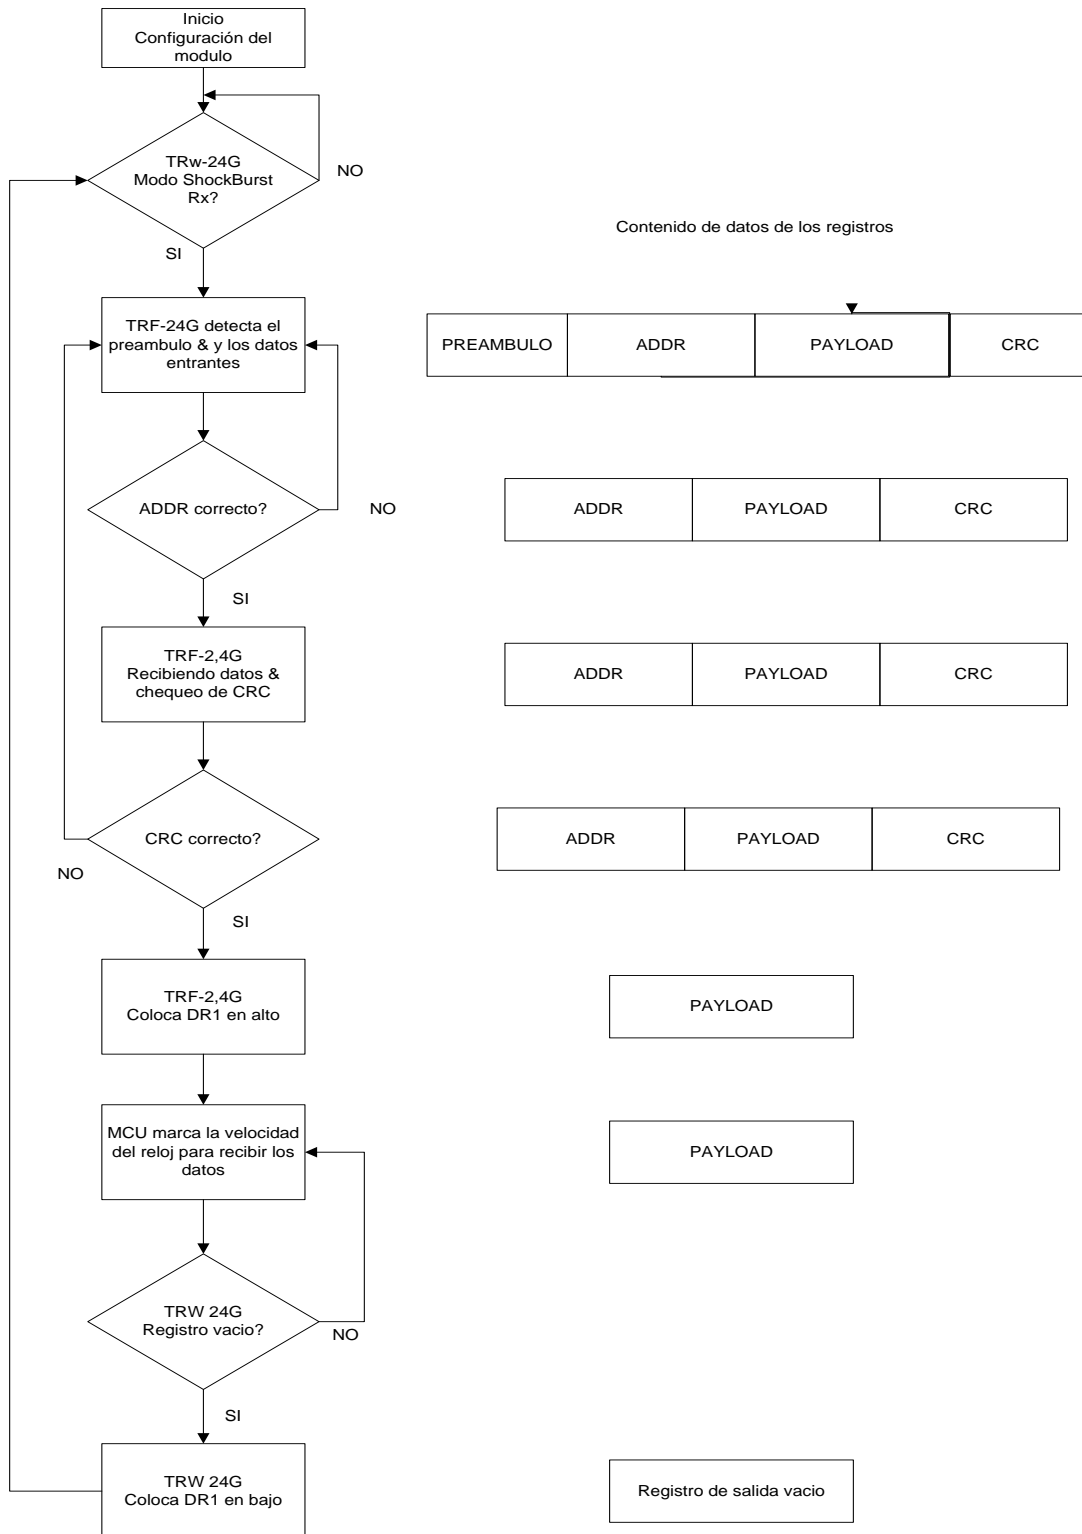 Inicio
Configuración del
modulo
TRw-24G
Modo ShockBurst
Rx?
NO
SI
Contenido de datos de los registros
TRF-24G detecta el
preambulo & y los datos
entrantes
PREAMBULO
ADDR
PAYLOAD
CRC
ADDR correcto?
NO
SI
ADDR
PAYLOAD
CRC
TRF-2,4G
Recibiendo datos &
chequeo de CRC
ADDR
PAYLOAD
CRC
CRC correcto?
NO
SI
ADDR
PAYLOAD
CRC
TRF-2,4G
Coloca DR1 en alto
PAYLOAD
MCU marca la velocidad
del reloj para recibir los
datos
PAYLOAD
TRW 24G
Registro vacio?
NO
SI
TRW 24G
Coloca DR1 en bajo
Registro de salida vacio